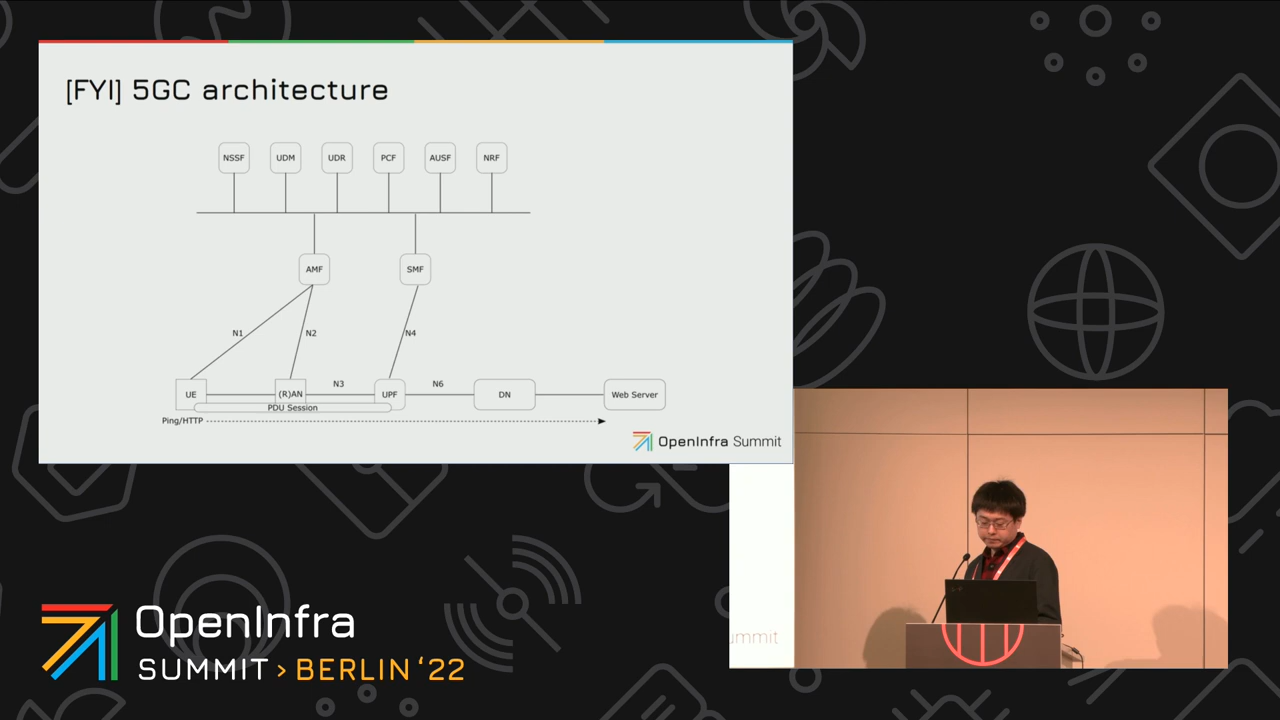 [FYI] 5GC architecture
NSSF UDM UDR PCF AUSF NRF
AMF SMF
N1 N2 N4
UE (R)AN N3 UPF N6 DN Web Server
PDU Session
Ping/HTTP
OpenInfra Summit
ummit
OpenInfra
SUMMIT > BERLIN ‘22